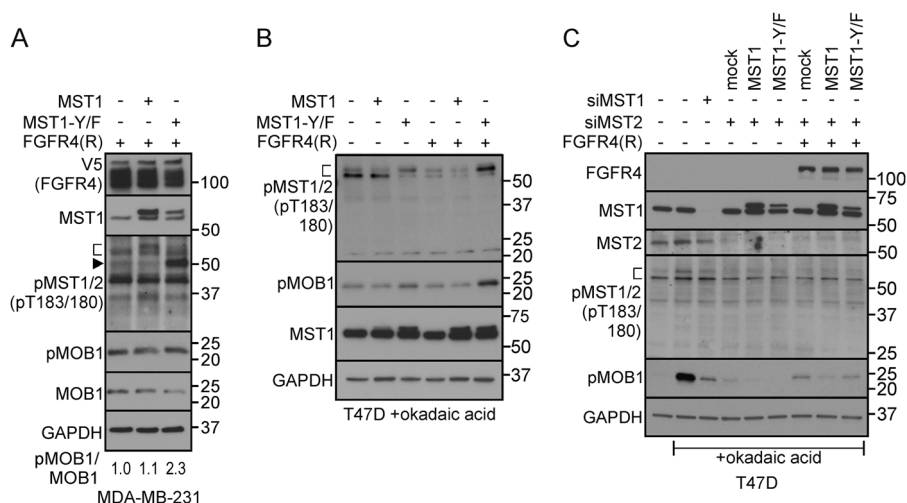 A
MST1 - + -
MST1-Y/F - - +
FGFR4(R) + + +
V5
(FGFR4)
100
MST1
50
50
pMST1/2
(pT183/180)
37
pMOB1
25
20
MOB1
25
20
GAPDH
37
pMOB1/
MOB1
1.0 1.1 2.3
MDA-MB-231
B
MST1 - + - - + -
MST1-Y/F - - + - - +
FGFR4(R) - - - + + +
pMST1/2
(pT183/
180)
50
37
25
20
pMOB1
25
20
MST1
75
50
GAPDH
37
T47D +okadaic acid
C
mock
MST1
MST1-Y/F
mock
MST1
MST1-Y/F
siMST1 - - + - - - - - -
siMST2 - - - + + + + + +
FGFR4(R) - - - - - - + + +
FGFR4
100
MST1
75
50
MST2
pMST1/2
(pT183/
180)
50
37
25
pMOB1
25
20
GAPDH
37
+okadaic acid
T47D